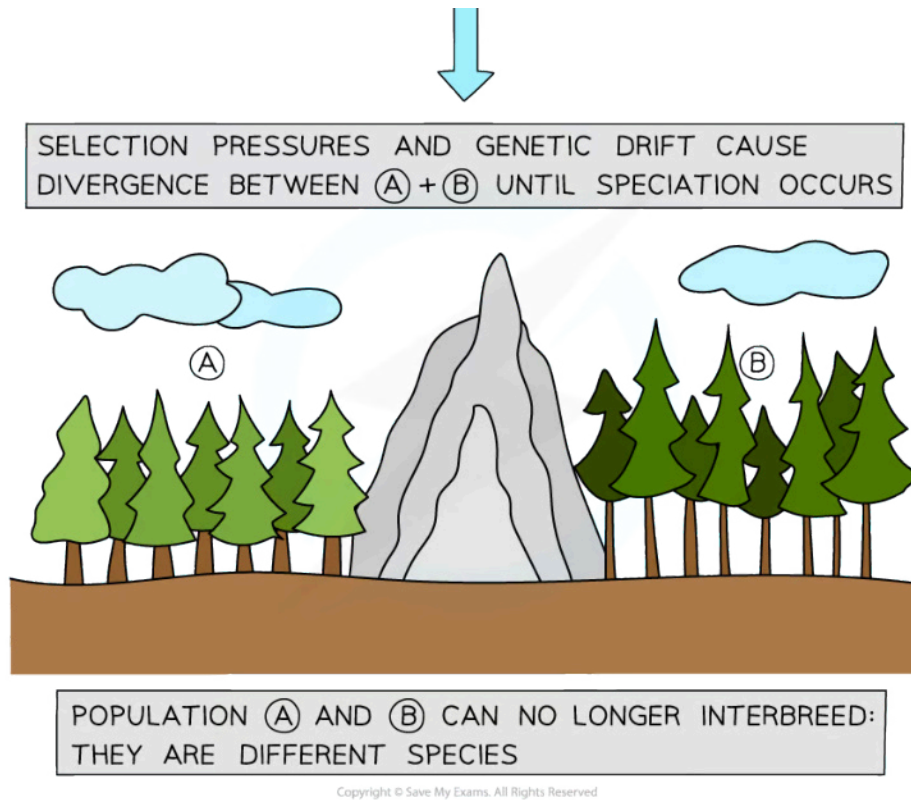 SELECTION PRESSURES AND GENETIC DRIFT CAUSE
DIVERGENCE BETWEEN Ⓐ + Ⓑ UNTIL SPECIATION OCCURS
Ⓐ
Ⓑ
POPULATION Ⓐ AND Ⓑ CAN NO LONGER INTERBREED:
THEY ARE DIFFERENT SPECIES
Copyright © Save My Exams. All Rights Reserved